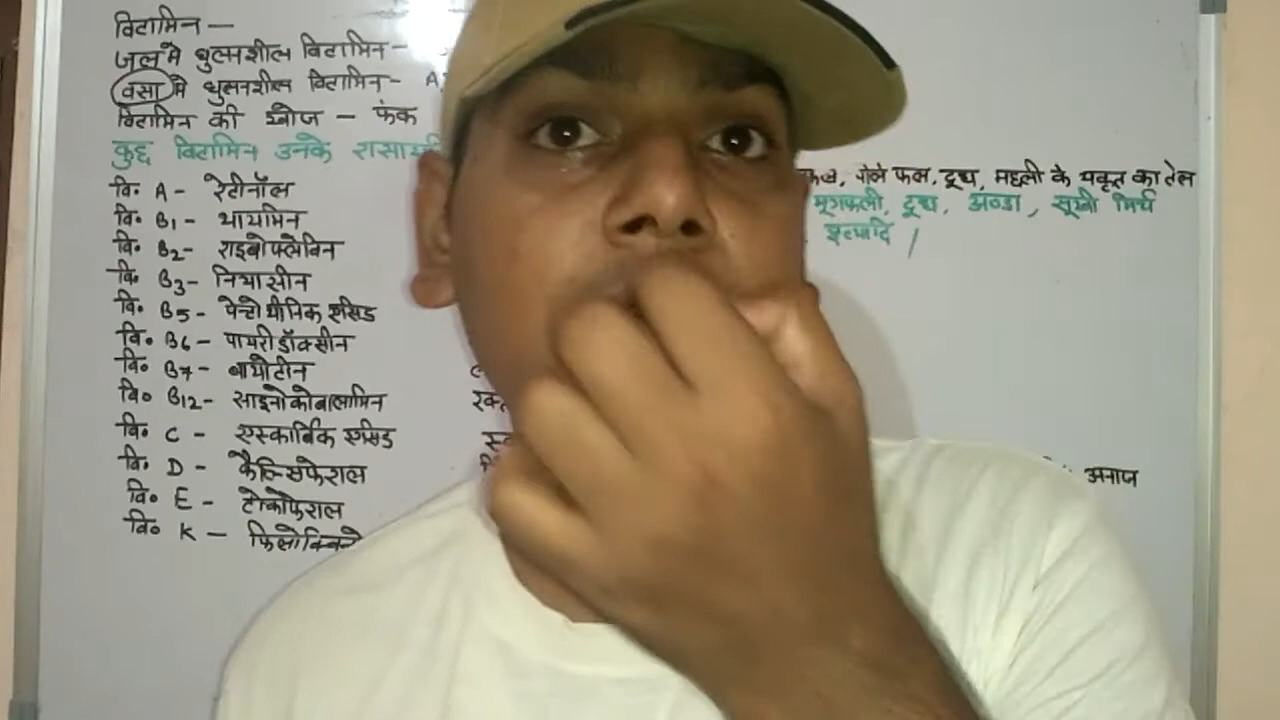 विटामिन —
जल मे घुलनशील विटामिन -
वसा मे घुलनशील विटामिन - A
विटामिन की खोज - फंक
कुछ विटामिन उनके
वि॰ A - रेटीनॉल
फल, दूध, मछली के यकृत का तेल
वि॰ B1 - थायमिन
मूगफली, दूध, अण्डा, सूखी मिर्च
वि॰ B2 - राइबोफ्लेविन
इत्यादि /
वि॰ B3 - नियासीन
वि॰ B5 - पेन्टोथीनिक एसिड
वि॰ B6 - पायरीडॉक्सीन
वि॰ B7 - बायोटीन
वि॰ B12 - साइनोकोबालामिन
वि॰ C - एस्कार्बिक एसिड
वि॰ D - कैल्सिफेराल
अनाज
वि॰ E - टोकोफेराल
वि॰ K -